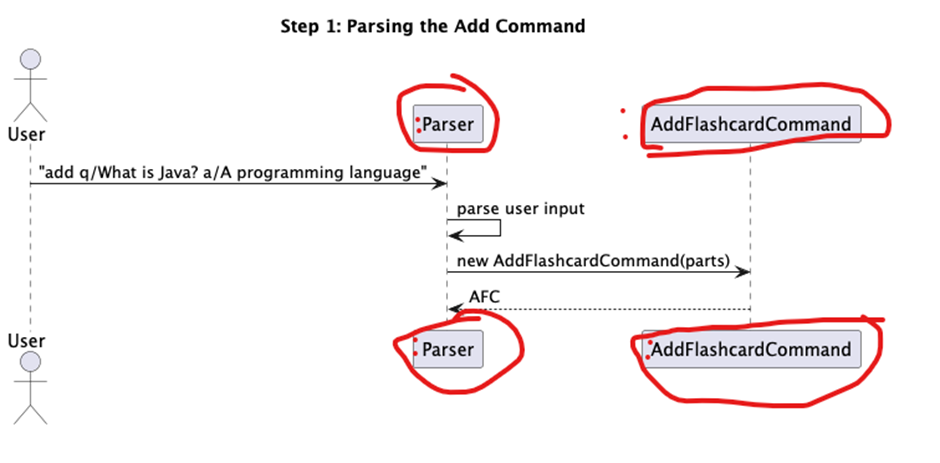 Step 1: Parsing the Add Command
User
:Parser
: AddFlashcardCommand
"add q/What is Java? a/A programming language"
parse user input
new AddFlashcardCommand(parts)
AFC
User
:Parser
:AddFlashcardCommand